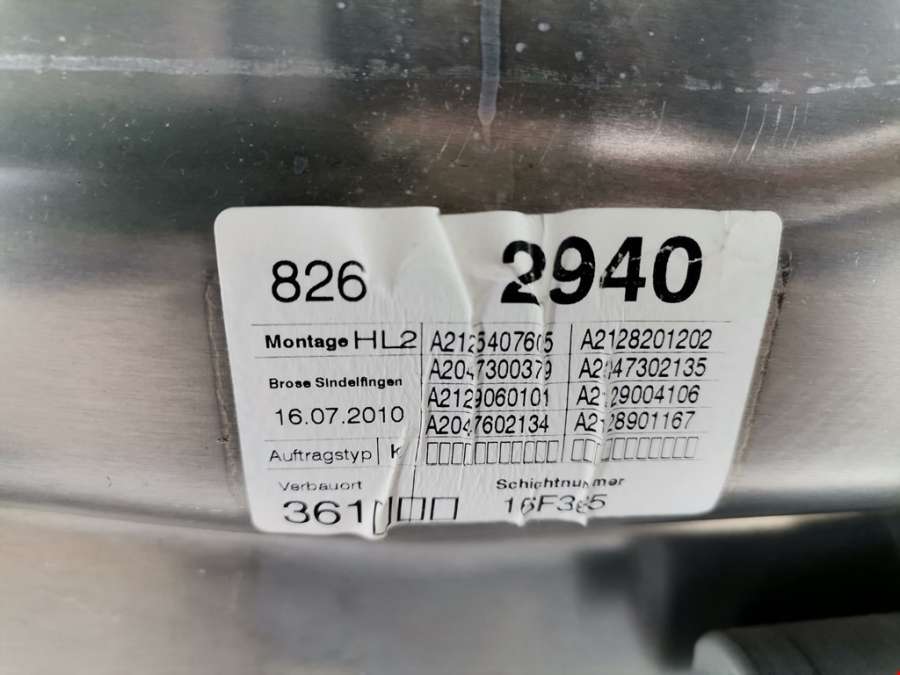 826 2940
Montage HL2 A2125407605 A2128201202
A2047300379 A2047302135
Brose Sindelfingen A2129060101 A2129004106
16.07.2010 A2047602134 A2128901167
Auftragstyp K
Verbauort Schichtnummer
361